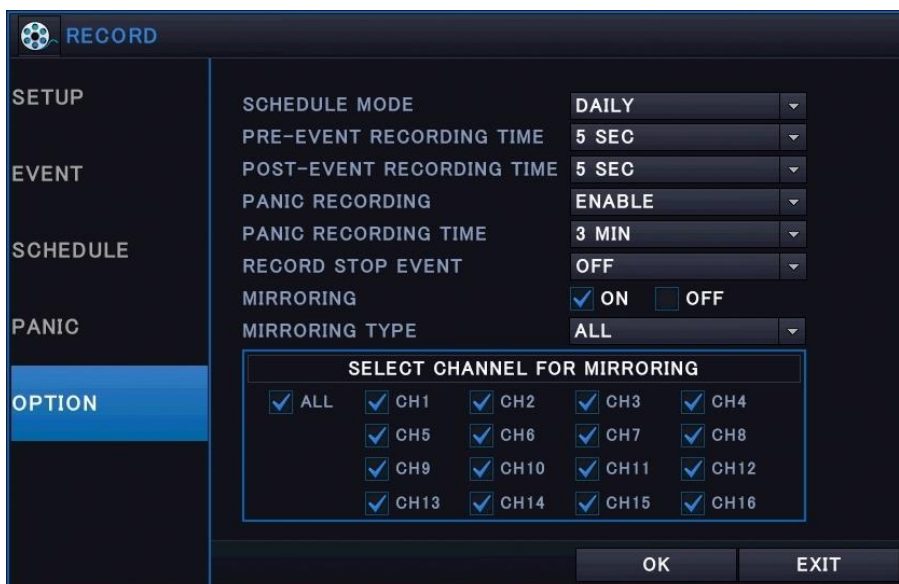 RECORD
SETUP
EVENT
SCHEDULE
PANIC
OPTION
SCHEDULE MODE DAILY
PRE-EVENT RECORDING TIME 5 SEC
POST-EVENT RECORDING TIME 5 SEC
PANIC RECORDING ENABLE
PANIC RECORDING TIME 3 MIN
RECORD STOP EVENT OFF
MIRRORING ON OFF
MIRRORING TYPE ALL
SELECT CHANNEL FOR MIRRORING
ALL CH1 CH2 CH3 CH4
CH5 CH6 CH7 CH8
CH9 CH10 CH11 CH12
CH13 CH14 CH15 CH16
OK EXIT